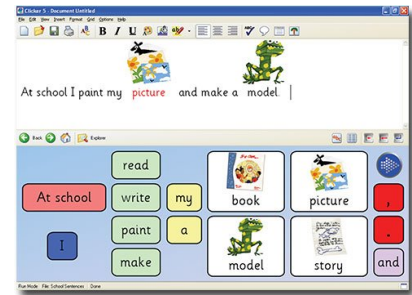 Clicker 5 - Document Untitled
File Edit View Insert Format Grid Options Help
B I U
At school I paint my picture and make a model.
Back Explore
read
At school write my book picture ,
I paint a .
make model story and
Run Mode File: School Sentences Done